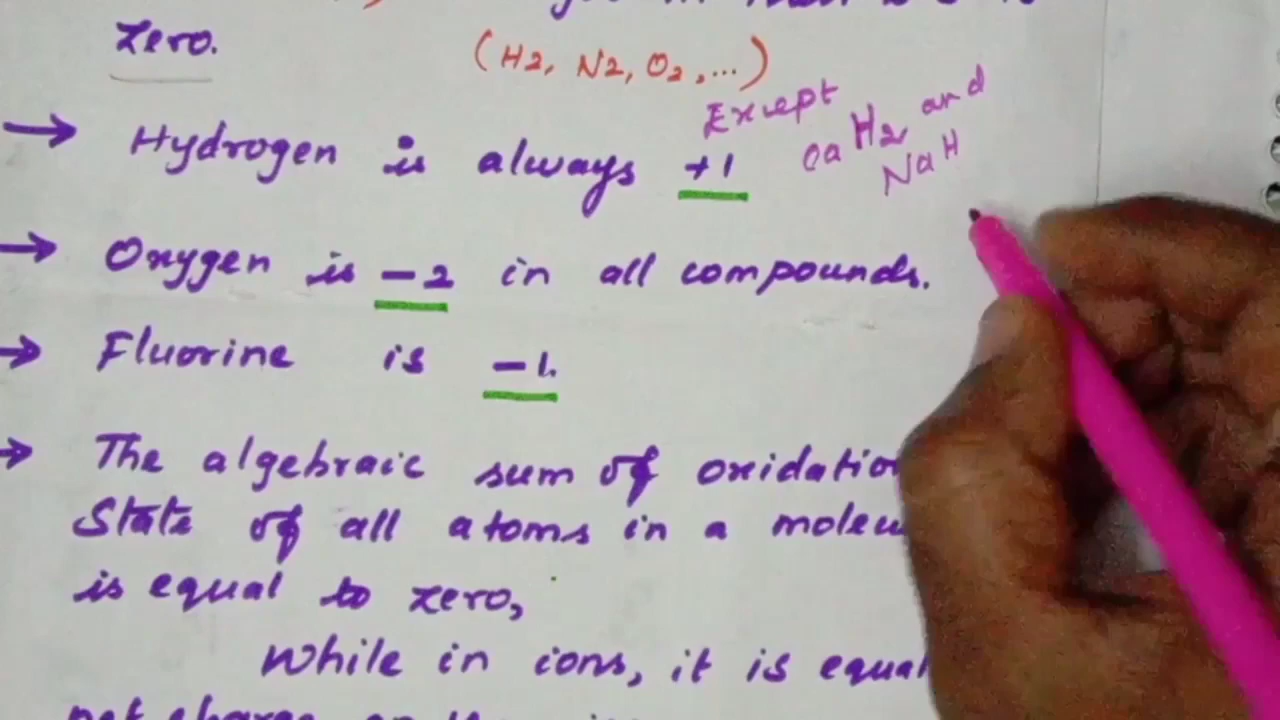 zero.
(H2, N2, O2, ...)
Except
CaH2 and
NaH
→ Hydrogen is always +1
→ Oxygen is -2 in all compounds.
→ Fluorine is -1.
→ The algebraic sum of oxidation
State of all atoms in a molecu
is equal to zero,
While in ions, it is equal